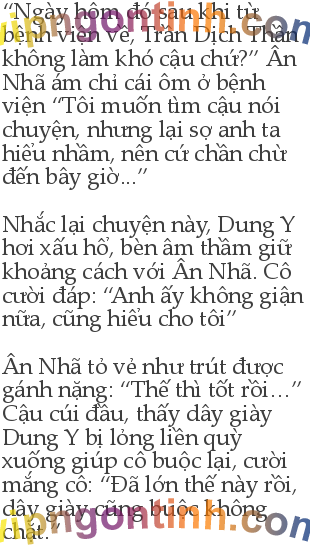 “Ngày hôm đó sau khi từ
bệnh viện về, Trần Dịch Thần
không làm khó cậu chứ?” Ân
Nhã ám chỉ cái ôm ở bệnh
viện “Tôi muốn tìm cậu nói
chuyện, nhưng lại sợ anh ta
hiểu nhầm, nên cứ chần chừ
đến bây giờ...”

Nhắc lại chuyện này, Dung Y
hơi xấu hổ, bèn âm thầm giữ
khoảng cách với Ân Nhã. Cô
cười đáp: “Anh ấy không giận
nữa, cũng hiểu cho tôi”

Ân Nhã tỏ vẻ như trút được
gánh nặng: “Thế thì tốt rồi…”
Cậu cúi đầu, thấy dây giày
Dung Y bị lỏng liền quỳ
xuống giúp cô buộc lại, cười
mắng cô: “Đã lớn thế này rồi,
dây giày cũng buộc không
chặt.”
vipngontinh.com
vipngontinh.com